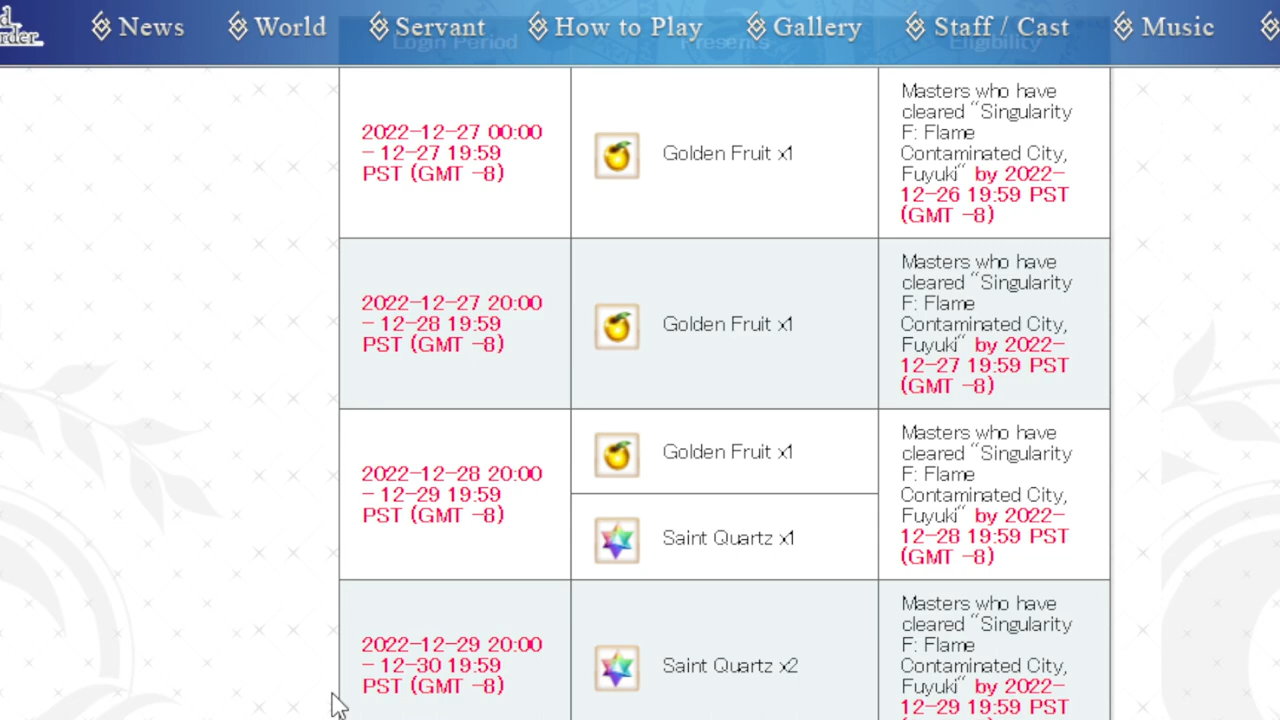 News
World
Servant
How to Play
Gallery
Staff / Cast
Music
Login Period
Presents
Eligibility
2022-12-27 00:00
- 12-27 19:59
PST (GMT -8)
Golden Fruit x1
Masters who have
cleared "Singularity
F: Flame
Contaminated City,
Fuyuki" by 2022-
12-26 19:59 PST
(GMT -8)
2022-12-27 20:00
- 12-28 19:59
PST (GMT -8)
Golden Fruit x1
Masters who have
cleared "Singularity
F: Flame
Contaminated City,
Fuyuki" by 2022-
12-27 19:59 PST
(GMT -8)
2022-12-28 20:00
- 12-29 19:59
PST (GMT -8)
Golden Fruit x1
Saint Quartz x1
Masters who have
cleared "Singularity
F: Flame
Contaminated City,
Fuyuki" by 2022-
12-28 19:59 PST
(GMT -8)
2022-12-29 20:00
- 12-30 19:59
PST (GMT -8)
Saint Quartz x2
Masters who have
cleared "Singularity
F: Flame
Contaminated City,
Fuyuki" by 2022-
12-29 19:59 PST